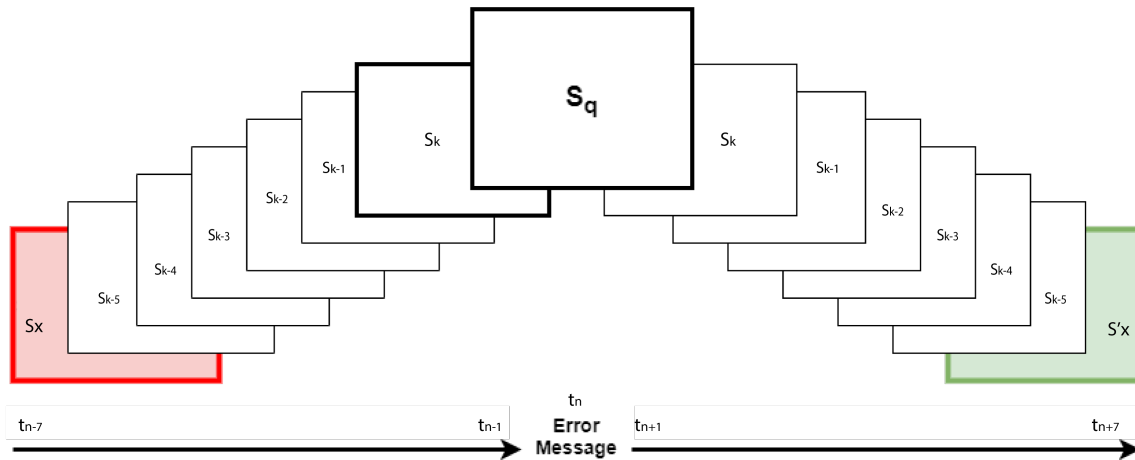 Sq
Sk
Sk
Sk-1
Sk-1
Sk-2
Sk-2
Sk-3
Sk-3
Sk-4
Sk-4
Sk-5
Sk-5
Sx
S'x
tn
tn-7
tn-1
Error
Message
tn+1
tn+7